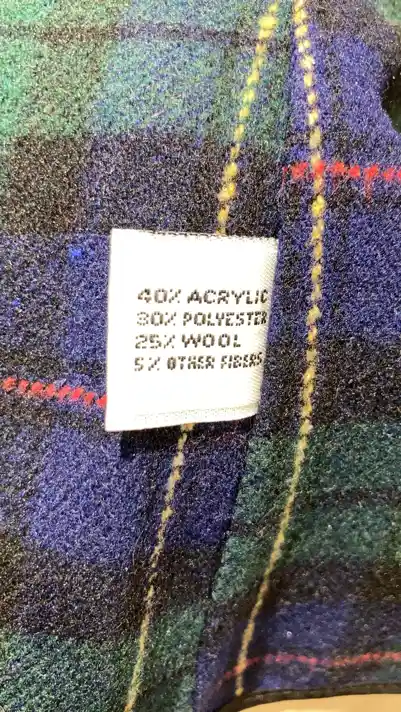 40% ACRYLIC
30% POLYESTER
25% WOOL
5% OTHER FIBERS